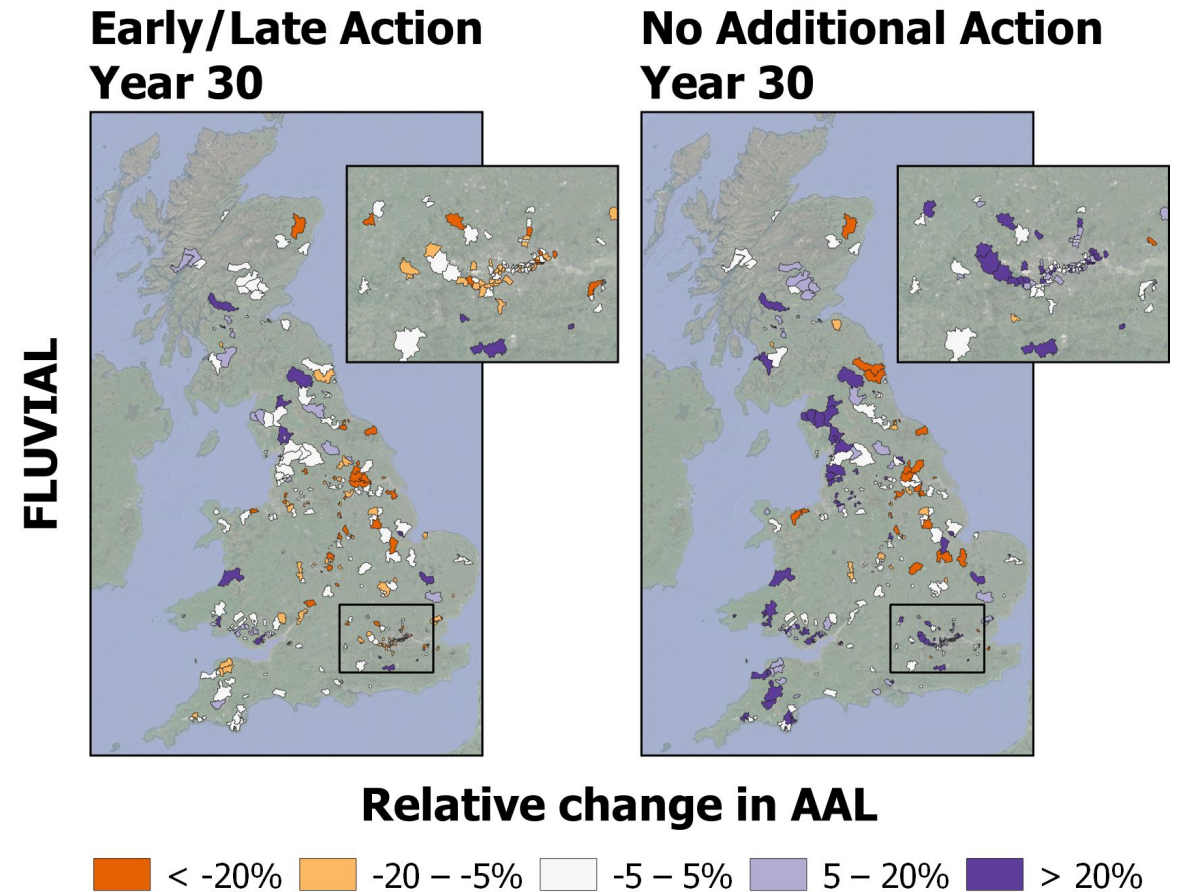 Early/Late Action
Year 30
No Additional Action
Year 30
FLUVIAL
Relative change in AAL
< -20%
-20 – -5%
-5 – 5%
5 – 20%
> 20%